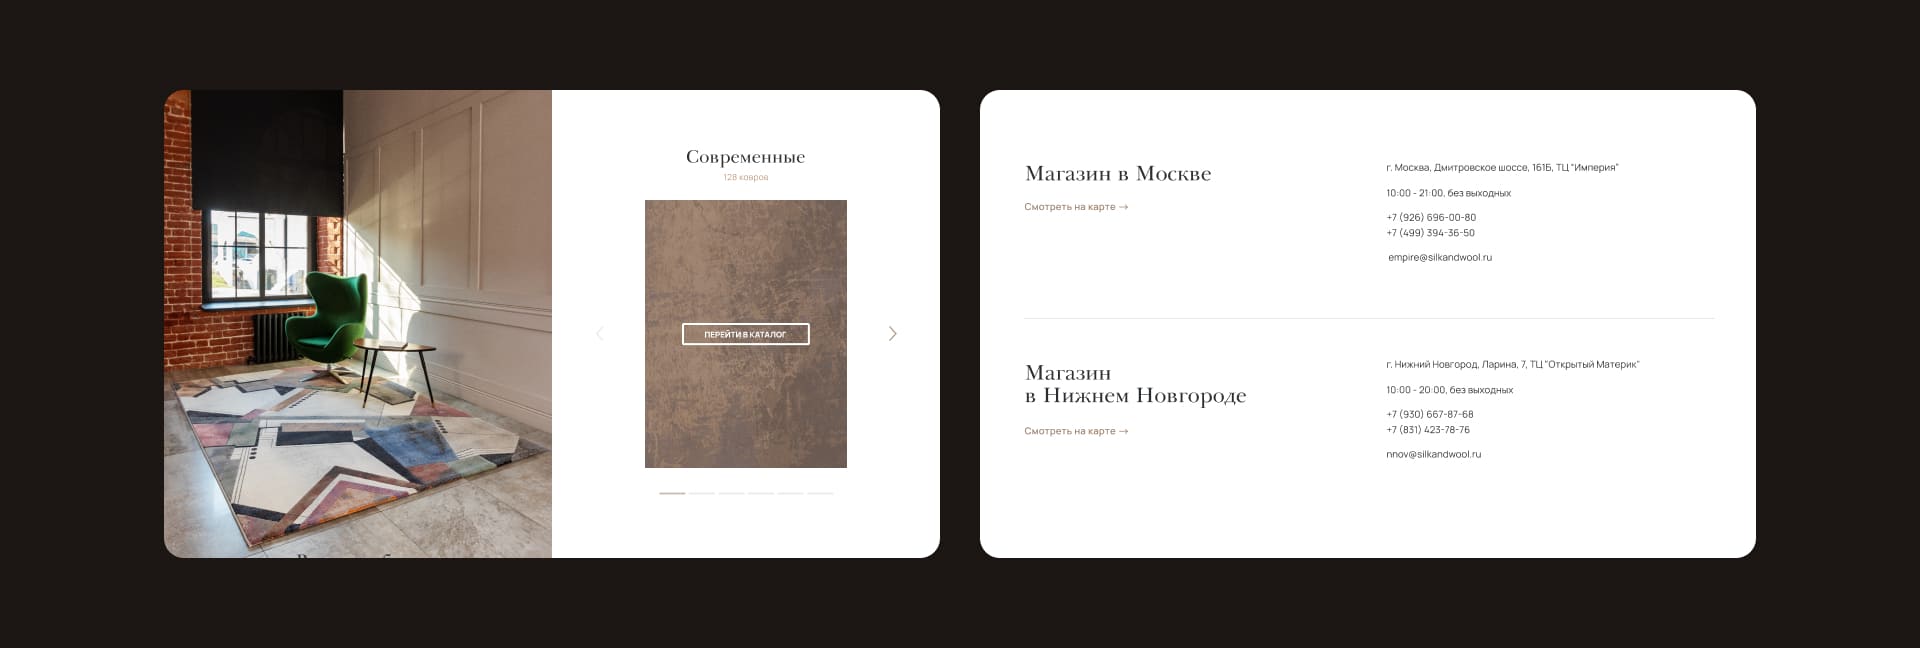 Современные
128 ковров
ПЕРЕЙТИ В КАТАЛОГ
Магазин в Москве
Смотреть на карте →
г. Москва, Дмитровское шоссе, 161Б, ТЦ "Империя"
10:00 - 21:00, без выходных
+7 (926) 696-00-80
+7 (499) 394-36-50
empire@silkandwool.ru
Магазин
в Нижнем Новгороде
Смотреть на карте →
г. Нижний Новгород, Ларина, 7, ТЦ "Открытый Материк"
10:00 - 20:00, без выходных
+7 (930) 667-87-68
+7 (831) 423-78-76
nnov@silkandwool.ru